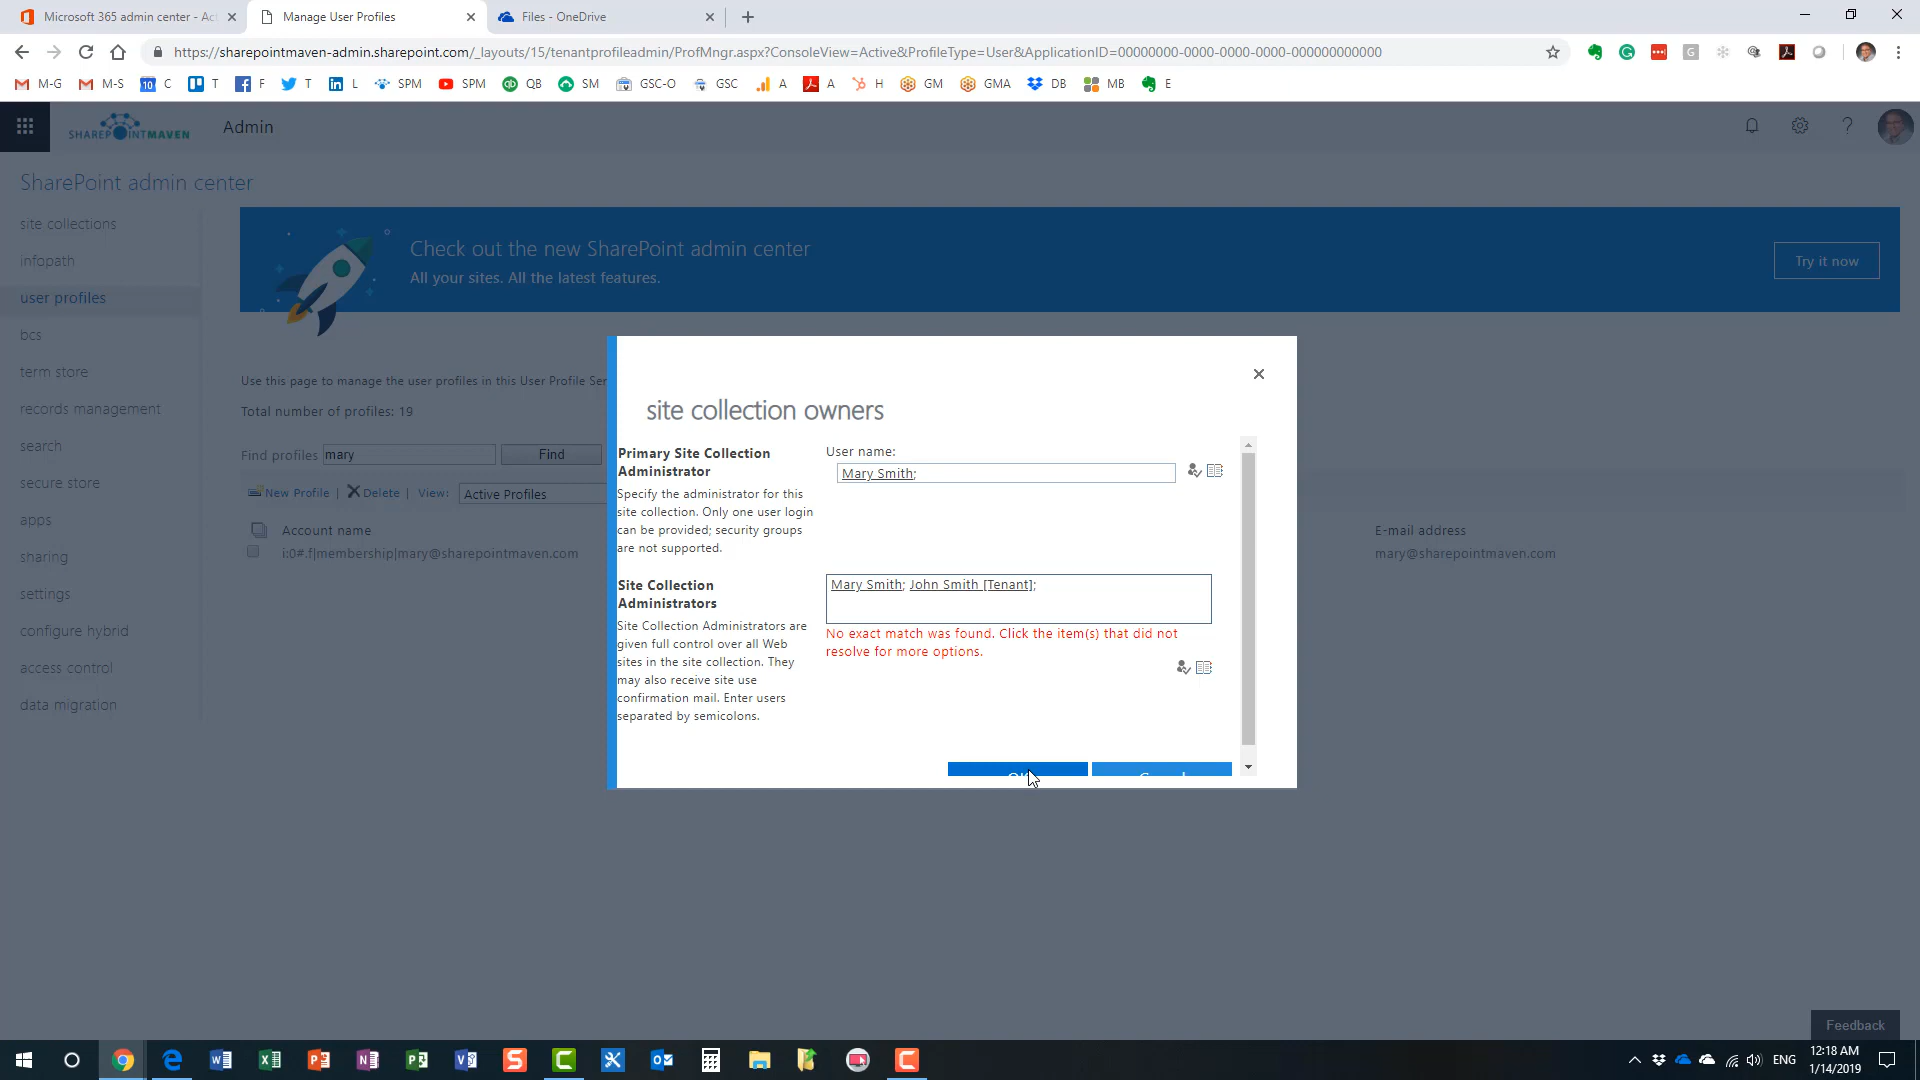 Microsoft 365 admin center - Act
Manage User Profiles
Files - OneDrive
https://sharepointmaven-admin.sharepoint.com/_layouts/15/tenantprofileadmin/ProfMngr.aspx?ConsoleView=Active&ProfileType=User&ApplicationID=00000000-0000-0000-0000-000000000000
M-G M-S C T F T L SPM SPM QB SM GSC-O GSC A A H GM GMA DB MB E
SHAREPOINTMAVEN
Admin
SharePoint admin center
site collections
infopath
user profiles
bcs
term store
records management
search
secure store
apps
sharing
settings
configure hybrid
access control
data migration
Check out the new SharePoint admin center
All your sites. All the latest features.
Try it now
Use this page to manage the user profiles in this User Profile Ser
Total number of profiles: 19
Find profiles mary Find
New Profile | Delete | View: Active Profiles
Account name
E-mail address
i:0#.f|membership|mary@sharepointmaven.com
mary@sharepointmaven.com
site collection owners
Primary Site Collection
Administrator
Specify the administrator for this
site collection. Only one user login
can be provided; security groups
are not supported.
User name:
Mary Smith;
Site Collection
Administrators
Site Collection Administrators are
given full control over all Web
sites in the site collection. They
may also receive site use
confirmation mail. Enter users
separated by semicolons.
Mary Smith; John Smith [Tenant];
No exact match was found. Click the item(s) that did not
resolve for more options.
Feedback
ENG
12:18 AM
1/14/2019